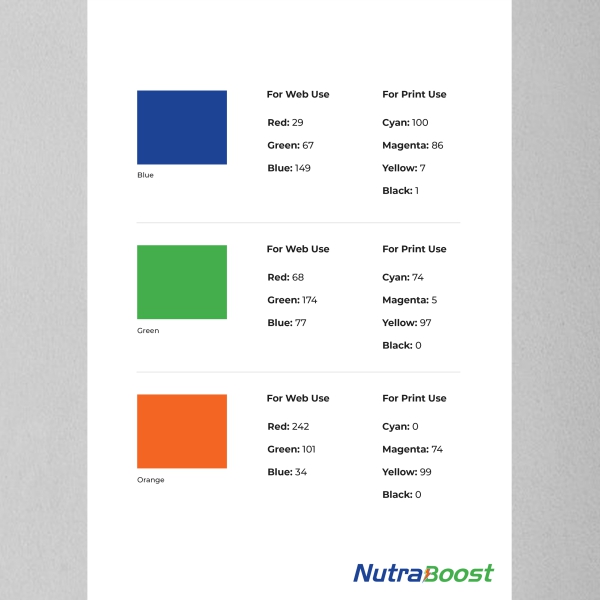 For Web Use For Print Use
Red: 29 Cyan: 100
Green: 67 Magenta: 86
Blue: 149 Yellow: 7
Black: 1
Blue
For Web Use For Print Use
Red: 68 Cyan: 74
Green: 174 Magenta: 5
Blue: 77 Yellow: 97
Black: 0
Green
For Web Use For Print Use
Red: 242 Cyan: 0
Green: 101 Magenta: 74
Blue: 34 Yellow: 99
Black: 0
Orange
NutraBoost